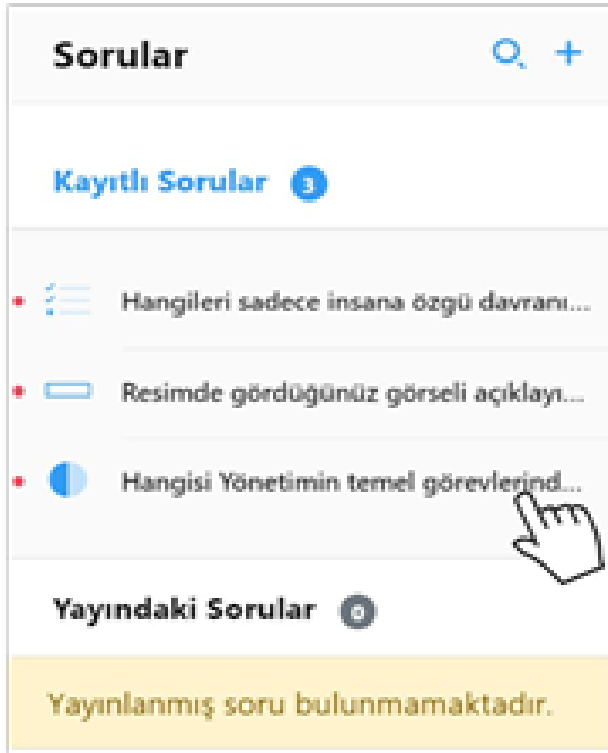 Sorular
Kayıtlı Sorular 3
Hangileri sadece insana özgü davranı...
Resimde gördüğünüz görseli açıklayı...
Hangisi Yönetimin temel görevlerind...
Yayındaki Sorular 0
Yayınlanmış soru bulunmamaktadır.